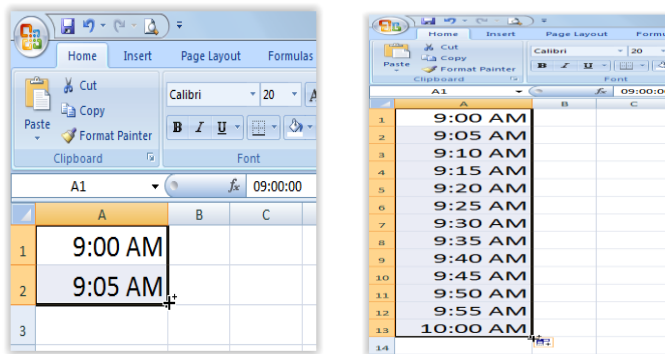 Home Insert Page Layout Formulas
Cut
Copy
Paste
Format Painter
Calibri 20 A
B I U
Clipboard Font
A1 fx 09:00:00
A B C
1 9:00 AM
2 9:05 AM
3
Home Insert Page Layout Formu
Cut
Copy
Paste
Format Painter
Calibri 20
B I U
Clipboard Font
A1 fx 09:00:0
A B C
1 9:00 AM
2 9:05 AM
3 9:10 AM
4 9:15 AM
5 9:20 AM
6 9:25 AM
7 9:30 AM
8 9:35 AM
9 9:40 AM
10 9:45 AM
11 9:50 AM
12 9:55 AM
13 10:00 AM
14